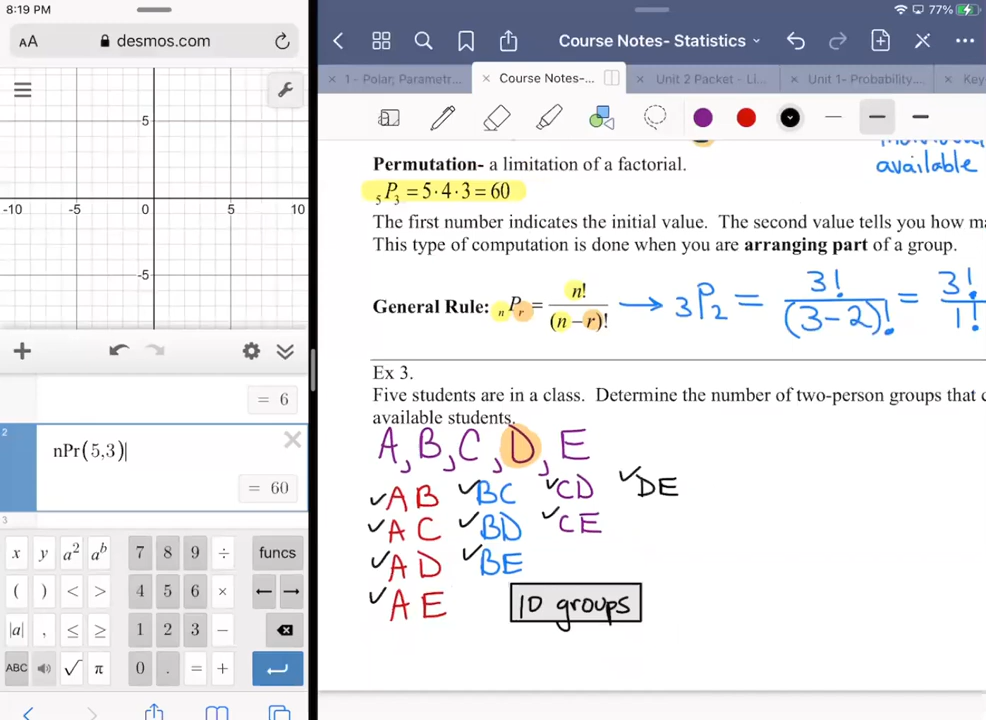 8:19 PM
77%
AA desmos.com
Course Notes- Statistics
1 - Polar; Parametr...
Course Notes-...
Unit 2 Packet - Li...
Unit 1- Probability...
Key
5
-10 -5 0 5 10
-5
= 6
2
nPr(5,3)
= 60
3
x y a² aᵇ 7 8 9 ÷ funcs
( ) < > 4 5 6 × ← →
|a| , ≤ ≥ 1 2 3 −
ABC √ π 0 . = +
available
Permutation- a limitation of a factorial.
₅P₃ = 5·4·3 = 60
The first number indicates the initial value. The second value tells you how
This type of computation is done when you are arranging part of a group.
General Rule: ₙPᵣ = n!/(n−r)! → 3P2 = 3!/(3-2)! = 3!/1!
Ex 3.
Five students are in a class. Determine the number of two-person groups that
available students.
A, B, C, D, E
✓AB ✓BC ✓CD ✓DE
✓AC ✓BD ✓CE
✓AD ✓BE
✓AE 10 groups